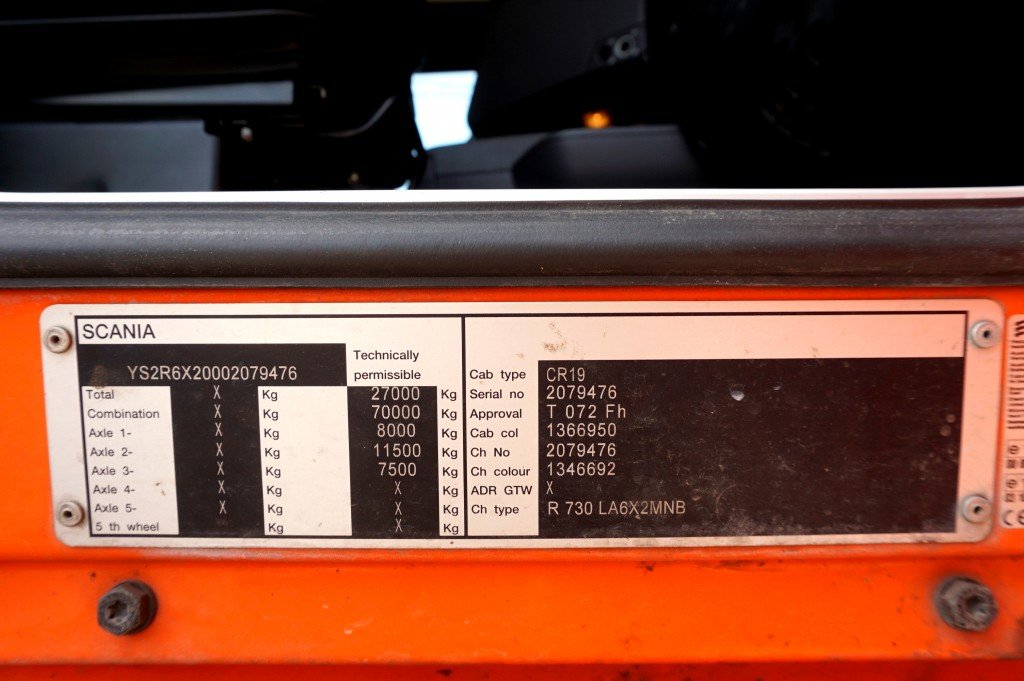 SCANIA
YS2R6X20002079476
Technically
permissible
Total X Kg 27000 Kg
Combination X Kg 70000 Kg
Axle 1- X Kg 8000 Kg
Axle 2- X Kg 11500 Kg
Axle 3- X Kg 7500 Kg
Axle 4- X Kg X Kg
Axle 5- X Kg X Kg
5 th wheel Kg X Kg
Cab type CR19
Serial no 2079476
Approval T 072 Fh
Cab col 1366950
Ch No 2079476
Ch colour 1346692
ADR GTW X
Ch type R 730 LA6X2MNB